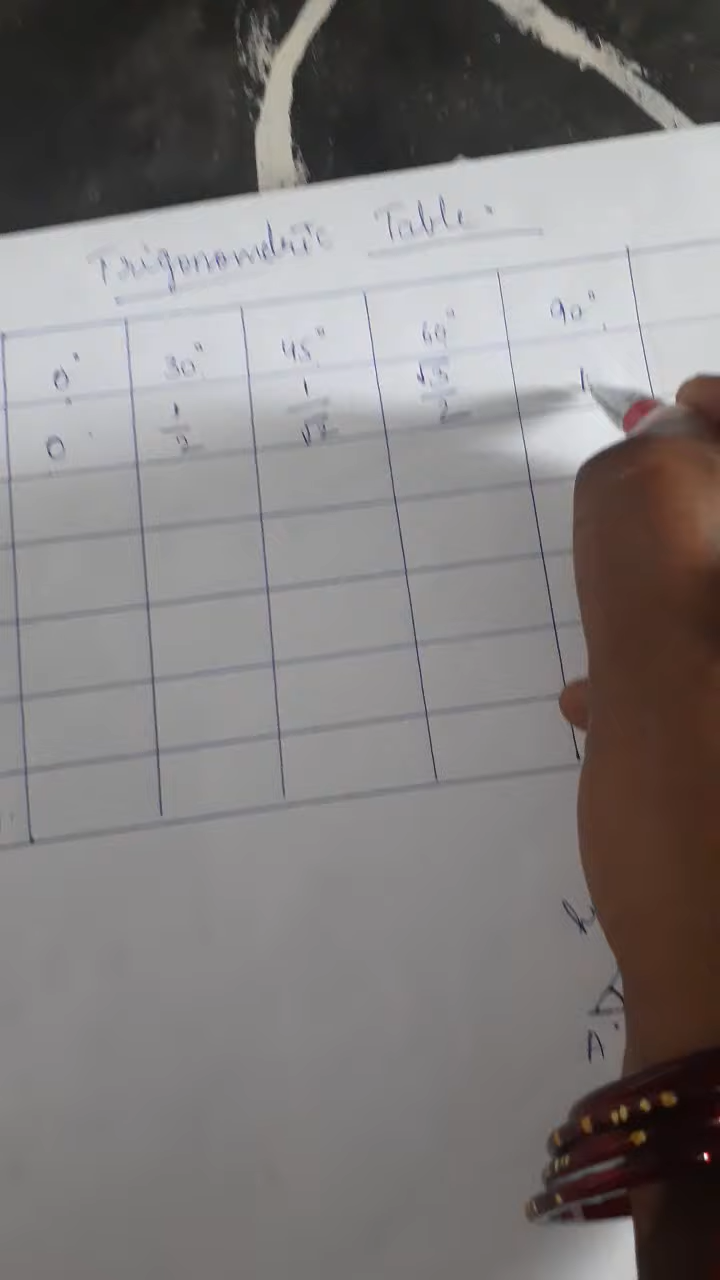 Trigonometric Table.
0° 30° 45° 60° 90°
0 1/2 1/√2 √3/2 1
h
A